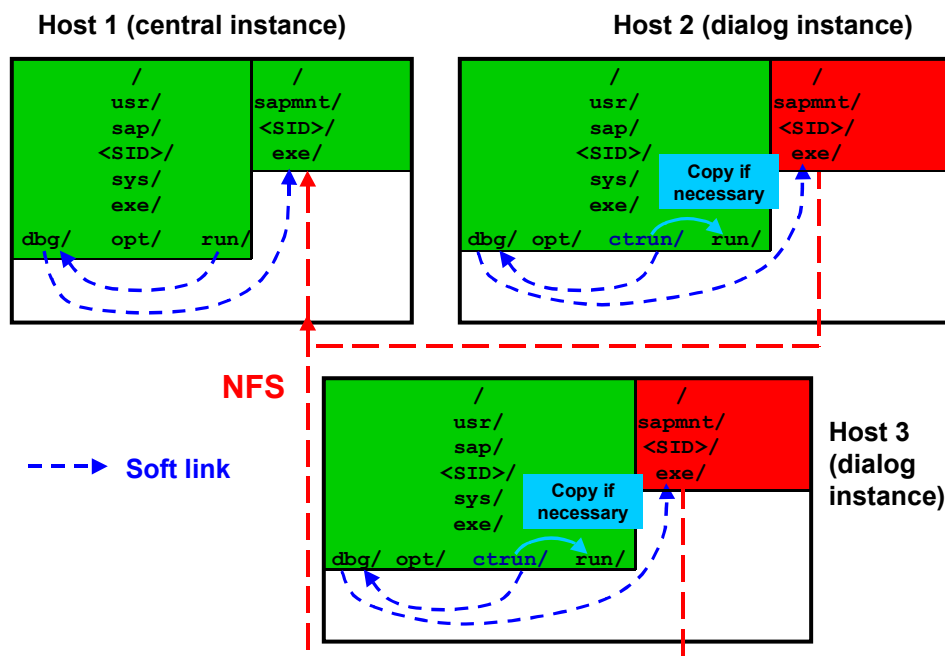 Host 1 (central instance)
/
usr/
sap/
<SID>/
sys/
exe/
dbg/ opt/ run/
/
sapmnt/
<SID>/
exe/
Host 2 (dialog instance)
/
usr/
sap/
<SID>/
sys/
exe/
dbg/ opt/ ctrun/ run/
Copy if
necessary
/
sapmnt/
<SID>/
exe/
NFS
Soft link
/
usr/
sap/
<SID>/
sys/
exe/
dbg/ opt/ ctrun/ run/
Copy if
necessary
/
sapmnt/
<SID>/
exe/
Host 3
(dialog
instance)